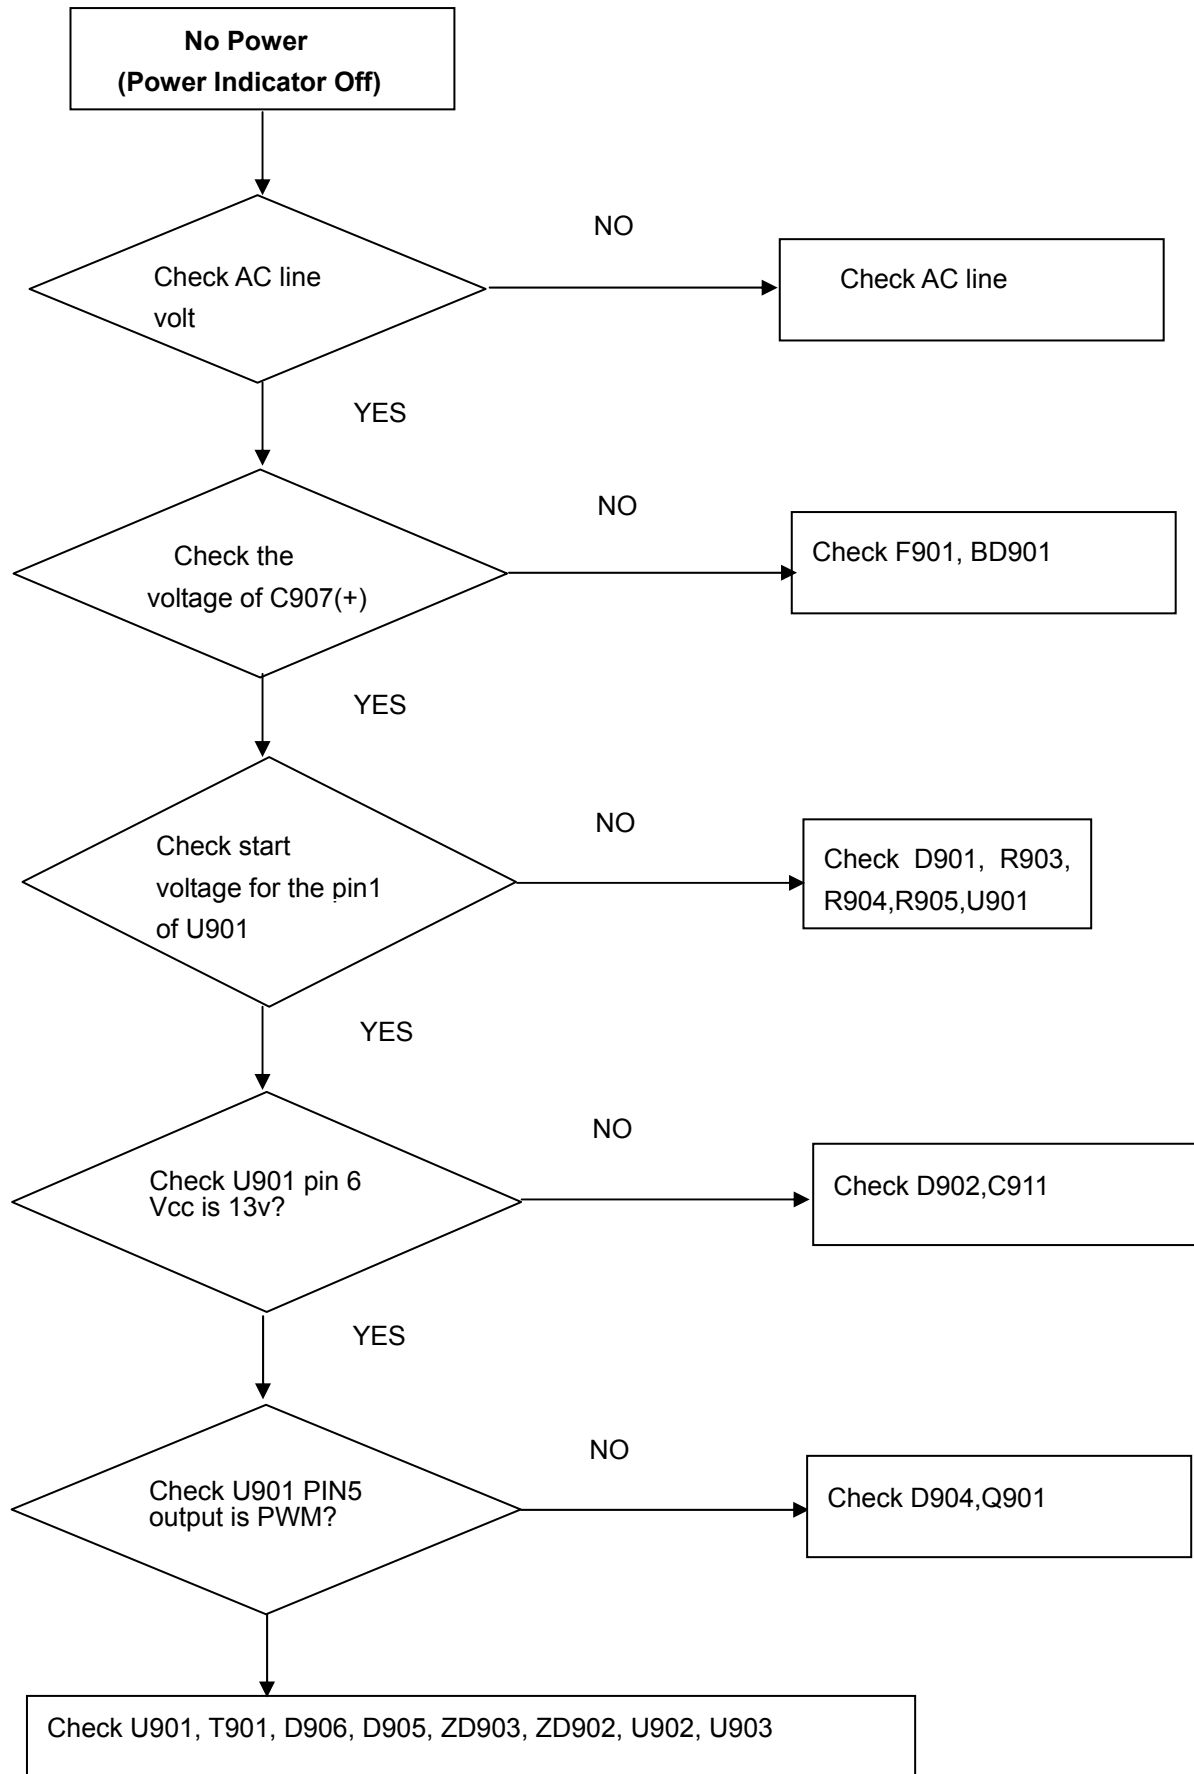 No Power
(Power Indicator Off)
NO
Check AC line
volt
Check AC line
YES
NO
Check the
voltage of C907(+)
Check F901, BD901
YES
NO
Check start
voltage for the pin1
of U901
Check D901, R903,
R904,R905,U901
YES
NO
Check U901 pin 6
Vcc is 13v?
Check D902,C911
YES
NO
Check U901 PIN5
output is PWM?
Check D904,Q901
Check U901, T901, D906, D905, ZD903, ZD902, U902, U903